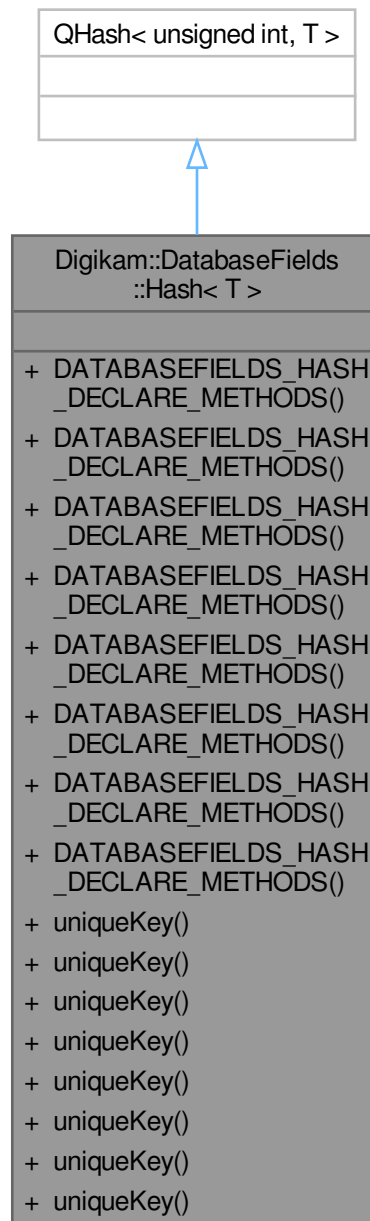 QHash< unsigned int, T >
Digikam::DatabaseFields
::Hash< T >
+ DATABASEFIELDS_HASH
_DECLARE_METHODS()
+ DATABASEFIELDS_HASH
_DECLARE_METHODS()
+ DATABASEFIELDS_HASH
_DECLARE_METHODS()
+ DATABASEFIELDS_HASH
_DECLARE_METHODS()
+ DATABASEFIELDS_HASH
_DECLARE_METHODS()
+ DATABASEFIELDS_HASH
_DECLARE_METHODS()
+ DATABASEFIELDS_HASH
_DECLARE_METHODS()
+ DATABASEFIELDS_HASH
_DECLARE_METHODS()
+ uniqueKey()
+ uniqueKey()
+ uniqueKey()
+ uniqueKey()
+ uniqueKey()
+ uniqueKey()
+ uniqueKey()
+ uniqueKey()